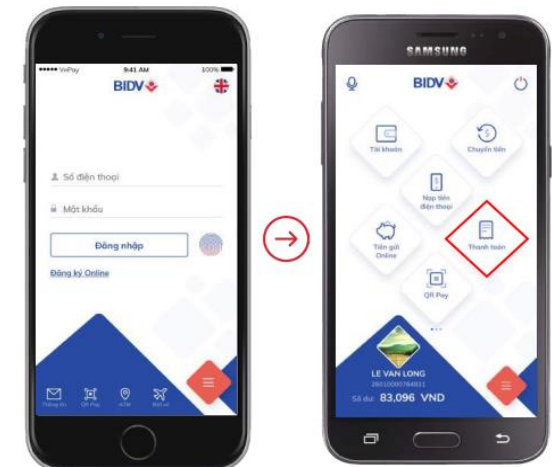 VnPay 9:41 AM 100%
BIDV
Số điện thoại
Mật khẩu
Đăng nhập
Đăng ký Online
QR Pay
ATM
SAMSUNG
BIDV
Tài khoản
Chuyển tiền
Nạp tiền
điện thoại
Tiền gửi
Online
Thanh toán
QR Pay
LE VAN LONG
Số dư: 83,096 VND